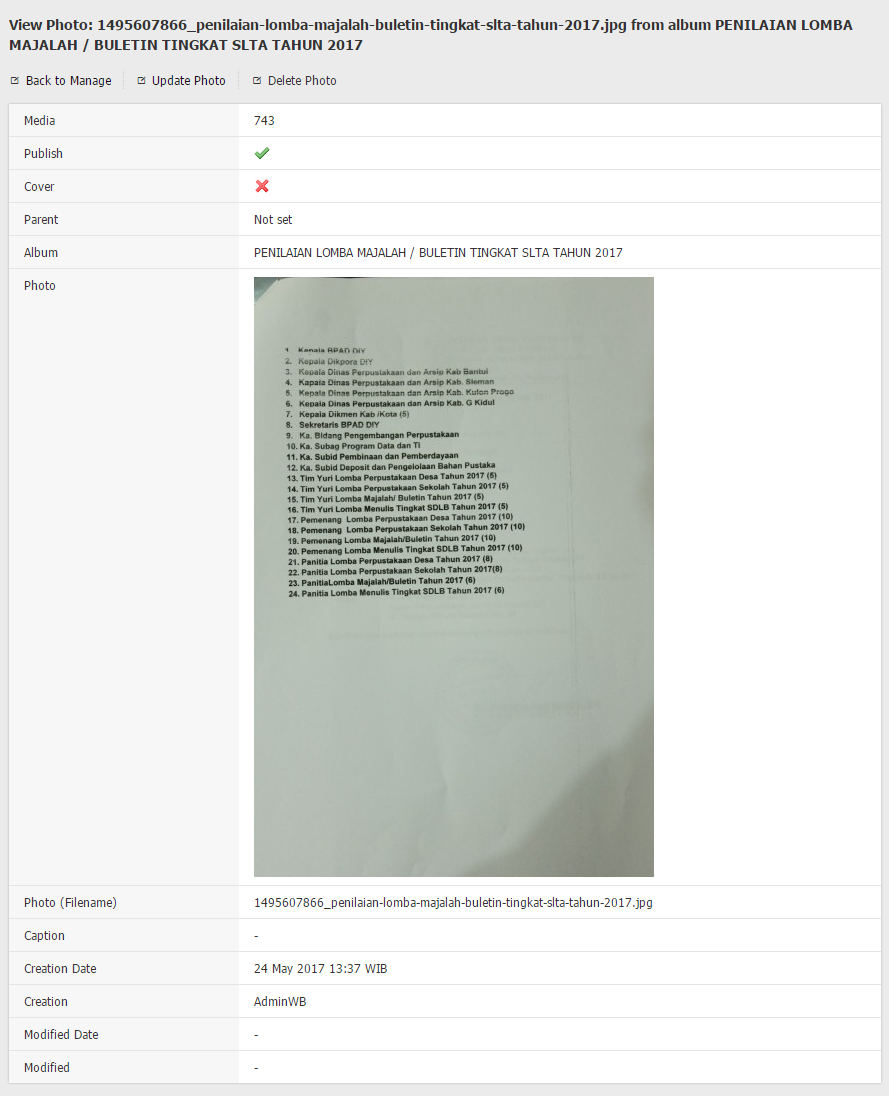 View Photo: 1495607866_penilaian-lomba-majalah-buletin-tingkat-slta-tahun-2017.jpg from album PENILAIAN LOMBA
MAJALAH / BULETIN TINGKAT SLTA TAHUN 2017
Back to Manage Update Photo Delete Photo
Media 743
Publish
Cover
Parent Not set
Album PENILAIAN LOMBA MAJALAH / BULETIN TINGKAT SLTA TAHUN 2017
Photo
1. Kepala BPAD DIY
2. Kepala Dikpora DIY
3. Kepala Dinas Perpustakaan dan Arsip Kab Bantul
4. Kapala Dinas Perpustakaan dan Arsip Kab. Sleman
5. Kepala Dinas Perpustakaan dan Arsip Kab. Kulon Progo
6. Kepala Dinas Perpustakaan dan Arsip Kab. G Kidul
7. Kepala Dikmen Kab /Kota (5)
8. Sekretaris BPAD DIY
9. Ka. Bidang Pengembangan Perpustakaan
10. Ka. Subag Program Data dan TI
11. Ka. Subid Pembinaan dan Pemberdayaan
12. Ka. Subid Deposit dan Pengelolaan Bahan Pustaka
13. Tim Yuri Lomba Perpustakaan Desa Tahun 2017 (5)
14. Tim Yuri Lomba Perpustakaan Sekolah Tahun 2017 (5)
15. Tim Yuri Lomba Majalah/ Buletin Tahun 2017 (5)
16. Tim Yuri Lomba Menulis Tingkat SDLB Tahun 2017 (5)
17. Pemenang Lomba Perpustakaan Desa Tahun 2017 (10)
18. Pemenang Lomba Perpustakaan Sekolah Tahun 2017 (10)
19. Pemenang Lomba Majalah/Buletin Tahun 2017 (10)
20. Pemenang Lomba Menulis Tingkat SDLB Tahun 2017 (10)
21. Panitia Lomba Perpustakaan Desa Tahun 2017 (8)
22. Panitia Lomba Perpustakaan Sekolah Tahun 2017(8)
23. PanitiaLomba Majalah/Buletin Tahun 2017 (6)
24. Panitia Lomba Menulis Tingkat SDLB Tahun 2017 (6)
Photo (Filename) 1495607866_penilaian-lomba-majalah-buletin-tingkat-slta-tahun-2017.jpg
Caption -
Creation Date 24 May 2017 13:37 WIB
Creation AdminWB
Modified Date -
Modified -